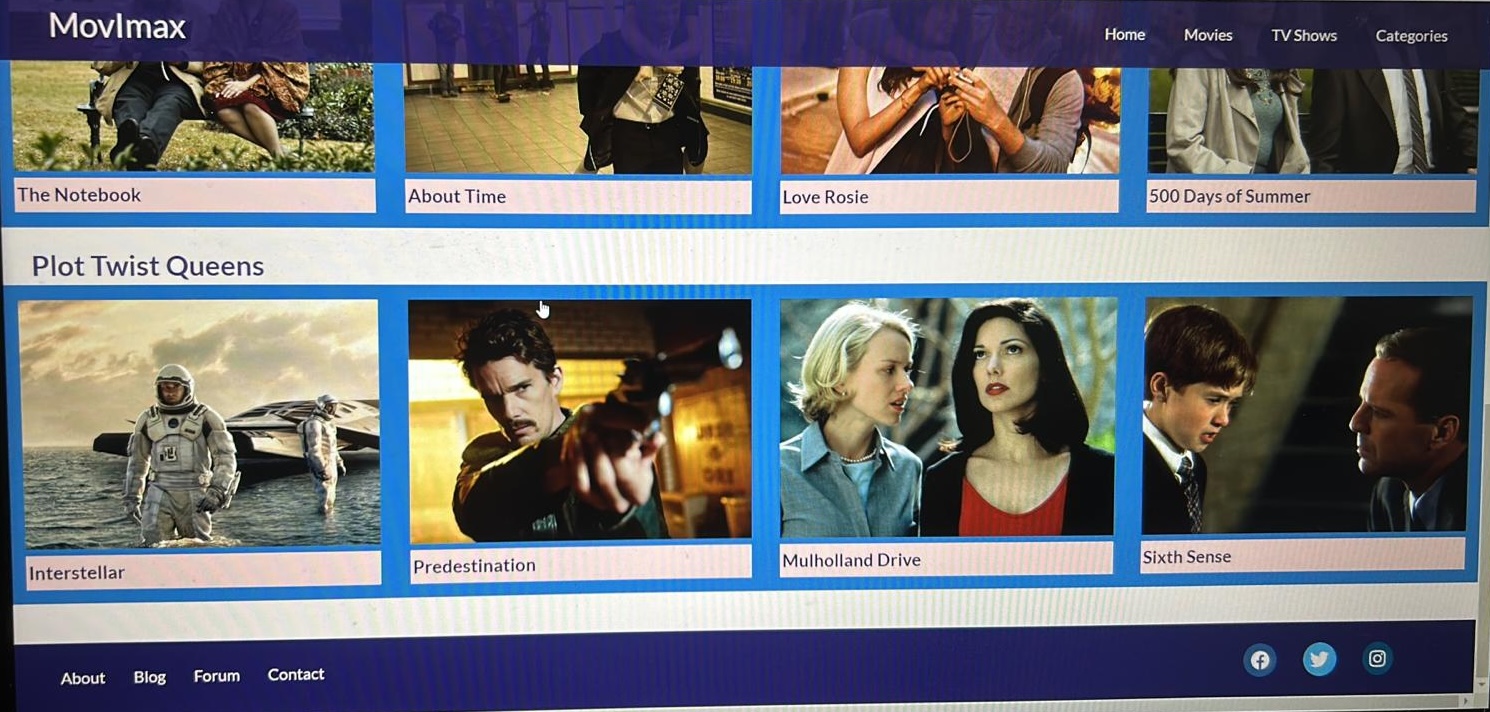 MovImax
Home Movies TV Shows Categories
The Notebook
About Time
Love Rosie
500 Days of Summer
Plot Twist Queens
Interstellar
Predestination
Mulholland Drive
Sixth Sense
About Blog Forum Contact